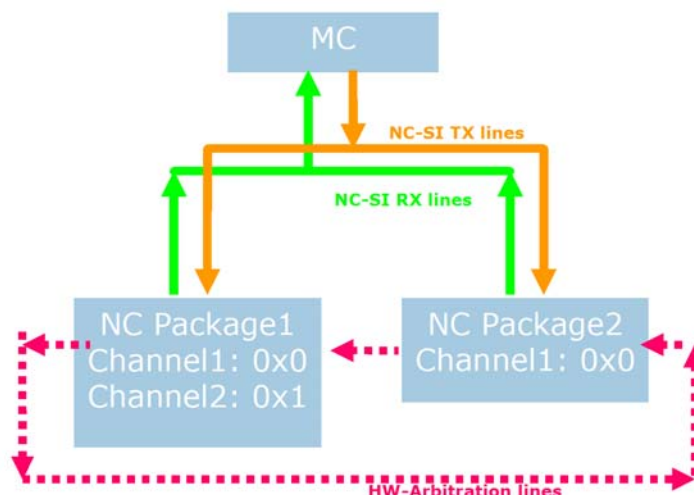 MC
NC-SI TX lines
NC-SI RX lines
NC Package1
Channel1: 0x0
Channel2: 0x1
NC Package2
Channel1: 0x0
HW-Arbitration lines